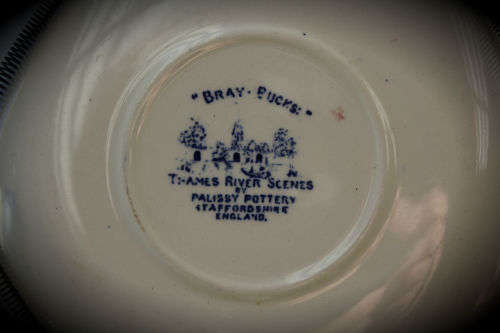 "BRAY · BUCKS."
THAMES RIVER SCENES
BY
PALISSY POTTERY
STAFFORDSHIRE
ENGLAND.